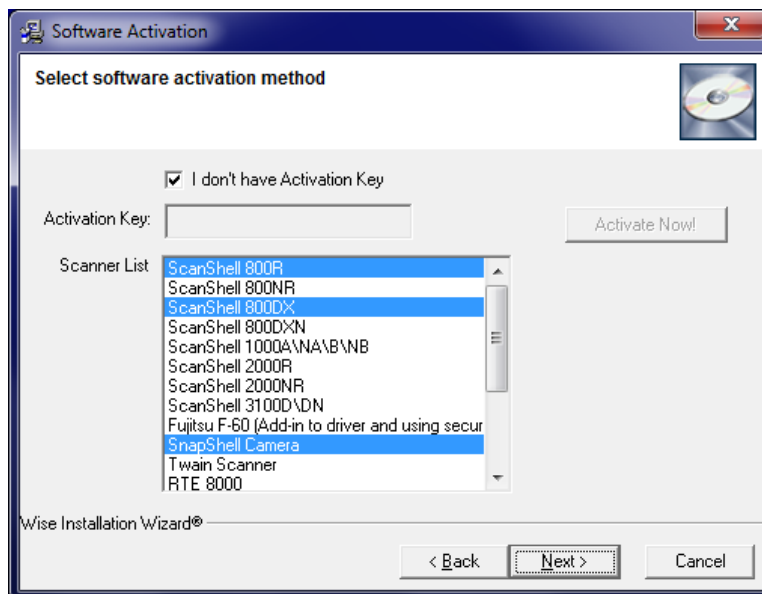 Software Activation
Select software activation method
I don't have Activation Key
Activation Key:
Activate Now!
Scanner List
ScanShell 800R
ScanShell 800NR
ScanShell 800DX
ScanShell 800DXN
ScanShell 1000A\NA\B\NB
ScanShell 2000R
ScanShell 2000NR
ScanShell 3100D\DN
Fujitsu F-60 (Add-in to driver and using secur
SnapShell Camera
Twain Scanner
RTE 8000
Wise Installation Wizard®
< Back
Next >
Cancel